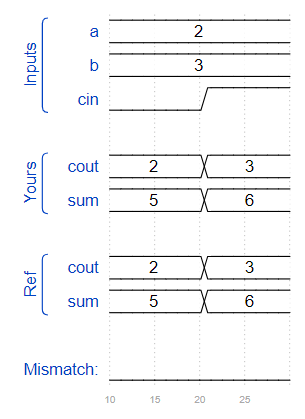 Inputs
a 2
b 3
cin
Yours
cout 2 3
sum 5 6
Ref
cout 2 3
sum 5 6
Mismatch:
10 15 20 25